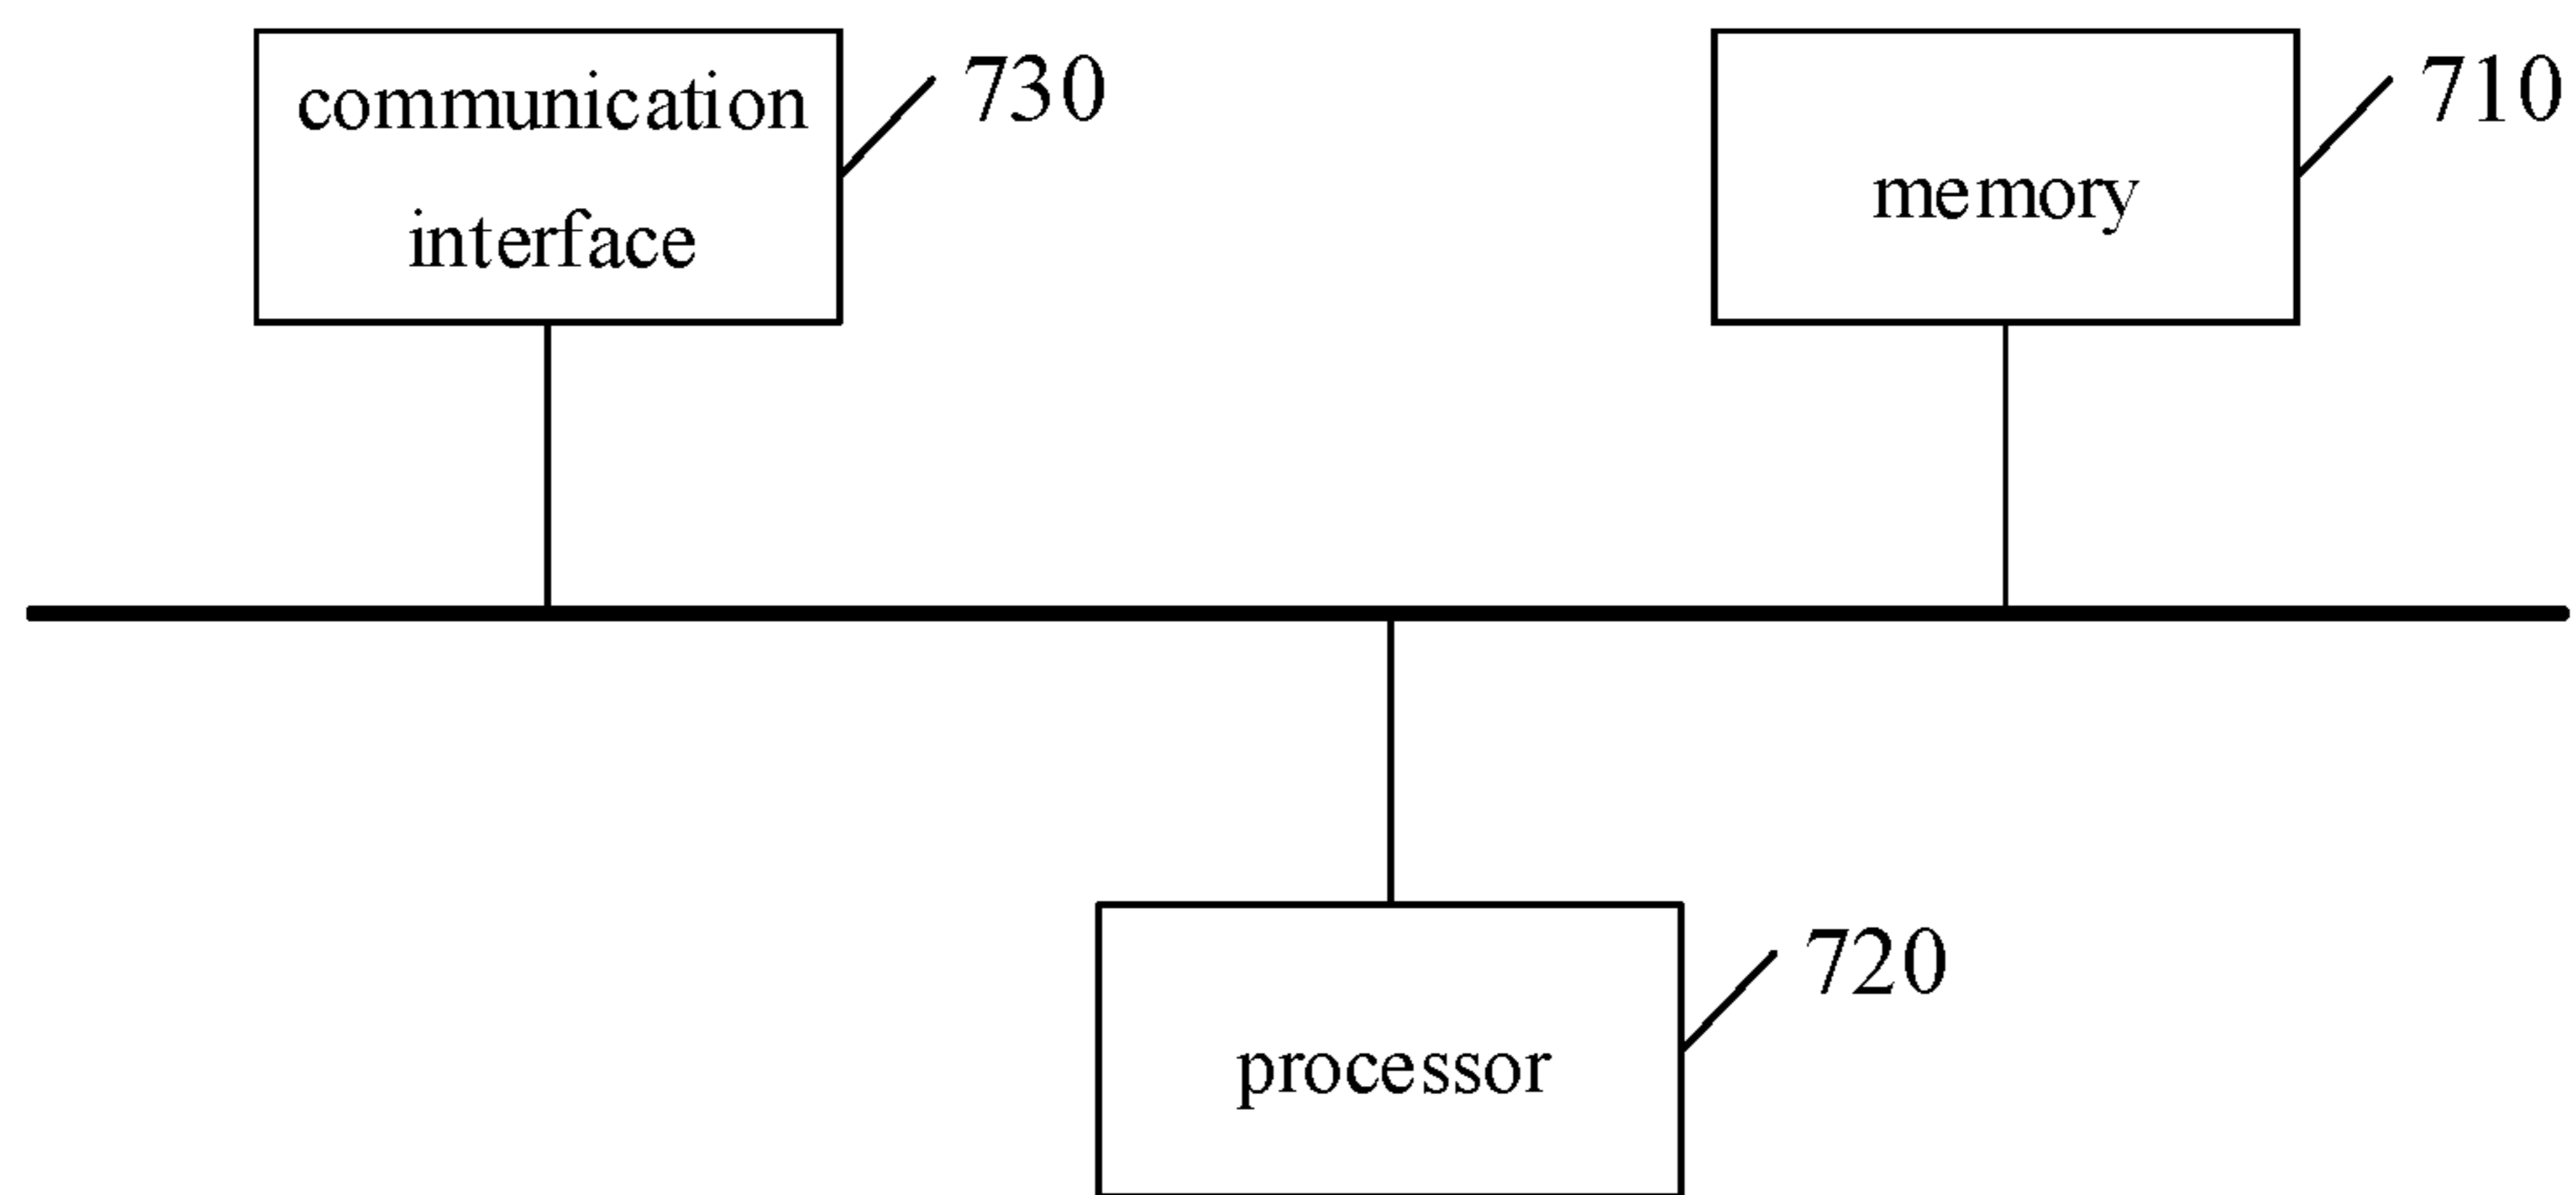 communication
interface
730
memory
710
processor
720